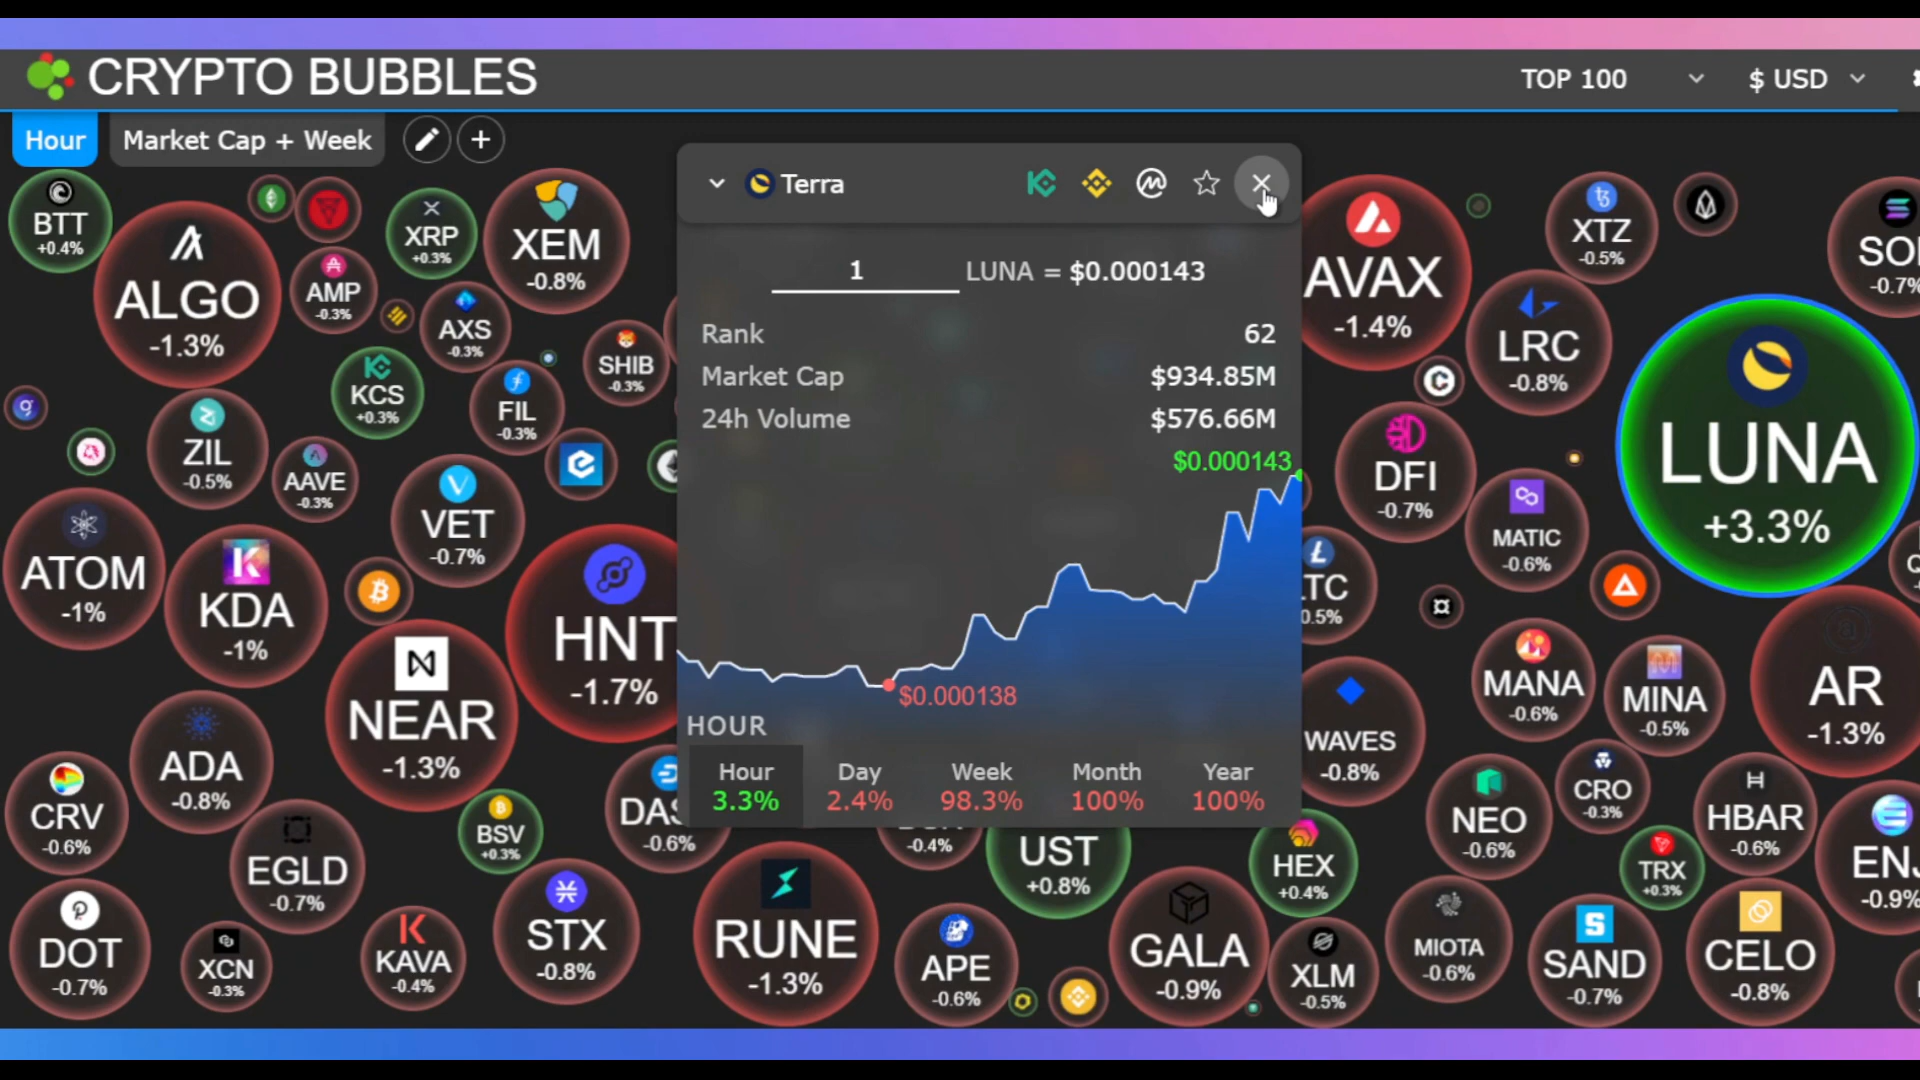 CRYPTO BUBBLES
TOP 100
$ USD
Hour
Market Cap + Week
Terra
1
LUNA = $0.000143
Rank
62
Market Cap
$934.85M
24h Volume
$576.66M
$0.000143
$0.000138
HOUR
Hour
3.3%
Day
2.4%
Week
98.3%
Month
100%
Year
100%
BTT
+0.4%
ALGO
-1.3%
AMP
-0.3%
XRP
+0.3%
XEM
-0.8%
AXS
-0.3%
SHIB
-0.3%
KCS
+0.3%
FIL
-0.3%
ZIL
-0.5%
AAVE
-0.3%
VET
-0.7%
ATOM
-1%
KDA
-1%
HNT
-1.7%
NEAR
-1.3%
ADA
-0.8%
CRV
-0.6%
EGLD
-0.7%
BSV
+0.3%
DAS
-0.6%
DOT
-0.7%
XCN
-0.3%
KAVA
-0.4%
STX
-0.8%
RUNE
-1.3%
-0.4%
UST
+0.8%
APE
-0.6%
GALA
-0.9%
HEX
+0.4%
XLM
-0.5%
AVAX
-1.4%
XTZ
-0.5%
SO
-0.7%
LRC
-0.8%
LUNA
+3.3%
DFI
-0.7%
MATIC
-0.6%
TC
0.5%
MANA
-0.6%
MINA
-0.5%
AR
-1.3%
WAVES
-0.8%
NEO
-0.6%
CRO
-0.3%
HBAR
-0.6%
TRX
+0.3%
ENJ
-0.9%
MIOTA
-0.6%
SAND
-0.7%
CELO
-0.8%